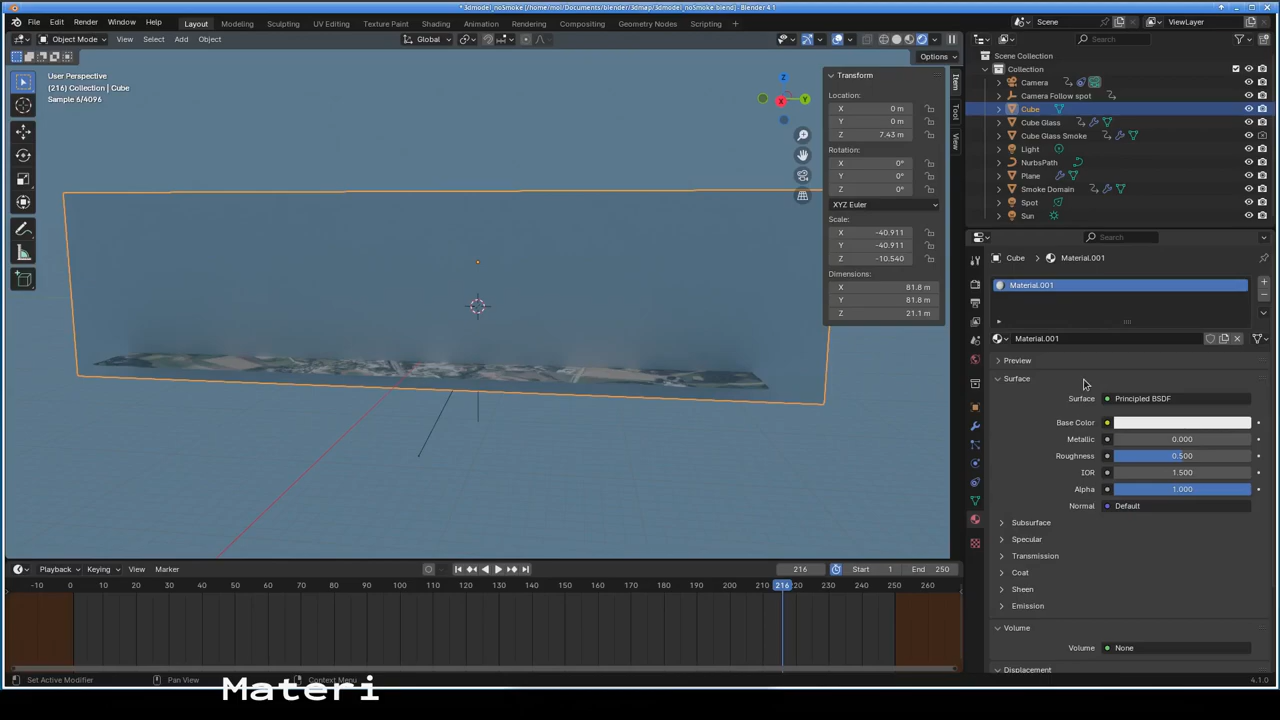 * 3dmodel_noSmoke [/home/mol/Documents/blender/3dmap/3dmodel_noSmoke.blend] - Blender 4.1
File Edit Render Window Help Layout Modeling Sculpting UV Editing Texture Paint Shading Animation Rendering Compositing Geometry Nodes Scripting + Scene ViewLayer
Object Mode View Select Add Object Global Search
Options
User Perspective
(216) Collection | Cube
Sample 6/4096
X
Y
Z
Transform
Location:
X 0 m
Y 0 m
Z 7.43 m
Rotation:
X 0°
Y 0°
Z 0°
XYZ Euler
Scale:
X -40.911
Y -40.911
Z -10.540
Dimensions:
X 81.8 m
Y 81.8 m
Z 21.1 m
Item
Tool
View
Scene Collection
Collection
Camera
Camera Follow spot
Cube
Cube Glass
Cube Glass Smoke
Light
NurbsPath
Plane
Smoke Domain
Spot
Sun
Search
Cube Material.001
Material.001
Material.001
Preview
Surface
Surface Principled BSDF
Base Color
Metallic 0.000
Roughness 0.500
IOR 1.500
Alpha 1.000
Normal Default
Subsurface
Specular
Transmission
Coat
Sheen
Emission
Volume
Volume None
Displacement
Playback Keying View Marker 216 Start 1 End 250
-10 0 10 20 30 40 50 60 70 80 90 100 110 120 130 140 150 160 170 180 190 200 210 216 220 230 240 250 260
Set Active Modifier Pan View Context Menu 4.1.0
Materi